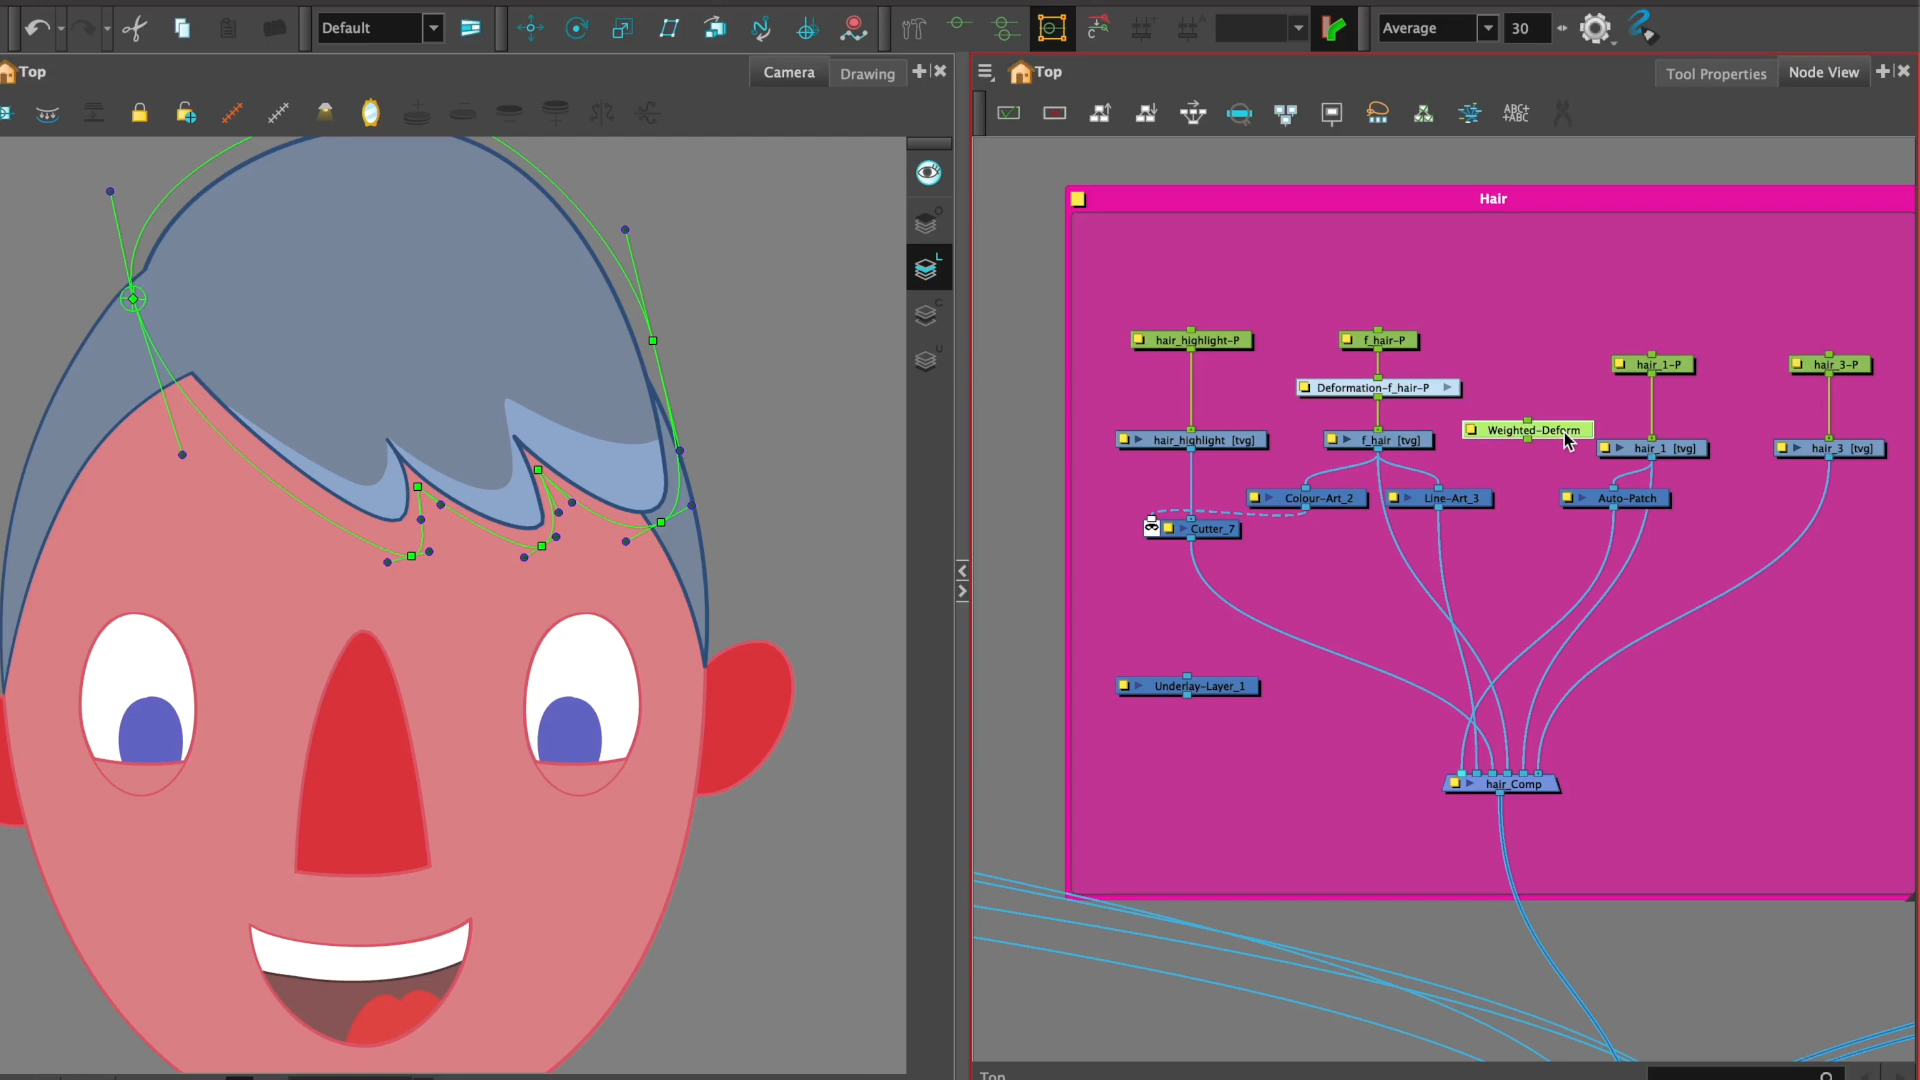 Default
Average
30
Top
Camera
Drawing
Top
Tool Properties
Node View
ABC+
+ABC
O
L
C
U
Hair
hair_highlight-P
f_hair-P
hair_1-P
hair_3-P
Deformation-f_hair-P
Weighted-Deform
hair_highlight [tvg]
f_hair [tvg]
hair_1 [tvg]
hair_3 [tvg]
Colour-Art_2
Line-Art_3
Auto-Patch
Cutter_7
Underlay-Layer_1
hair_Comp
Top